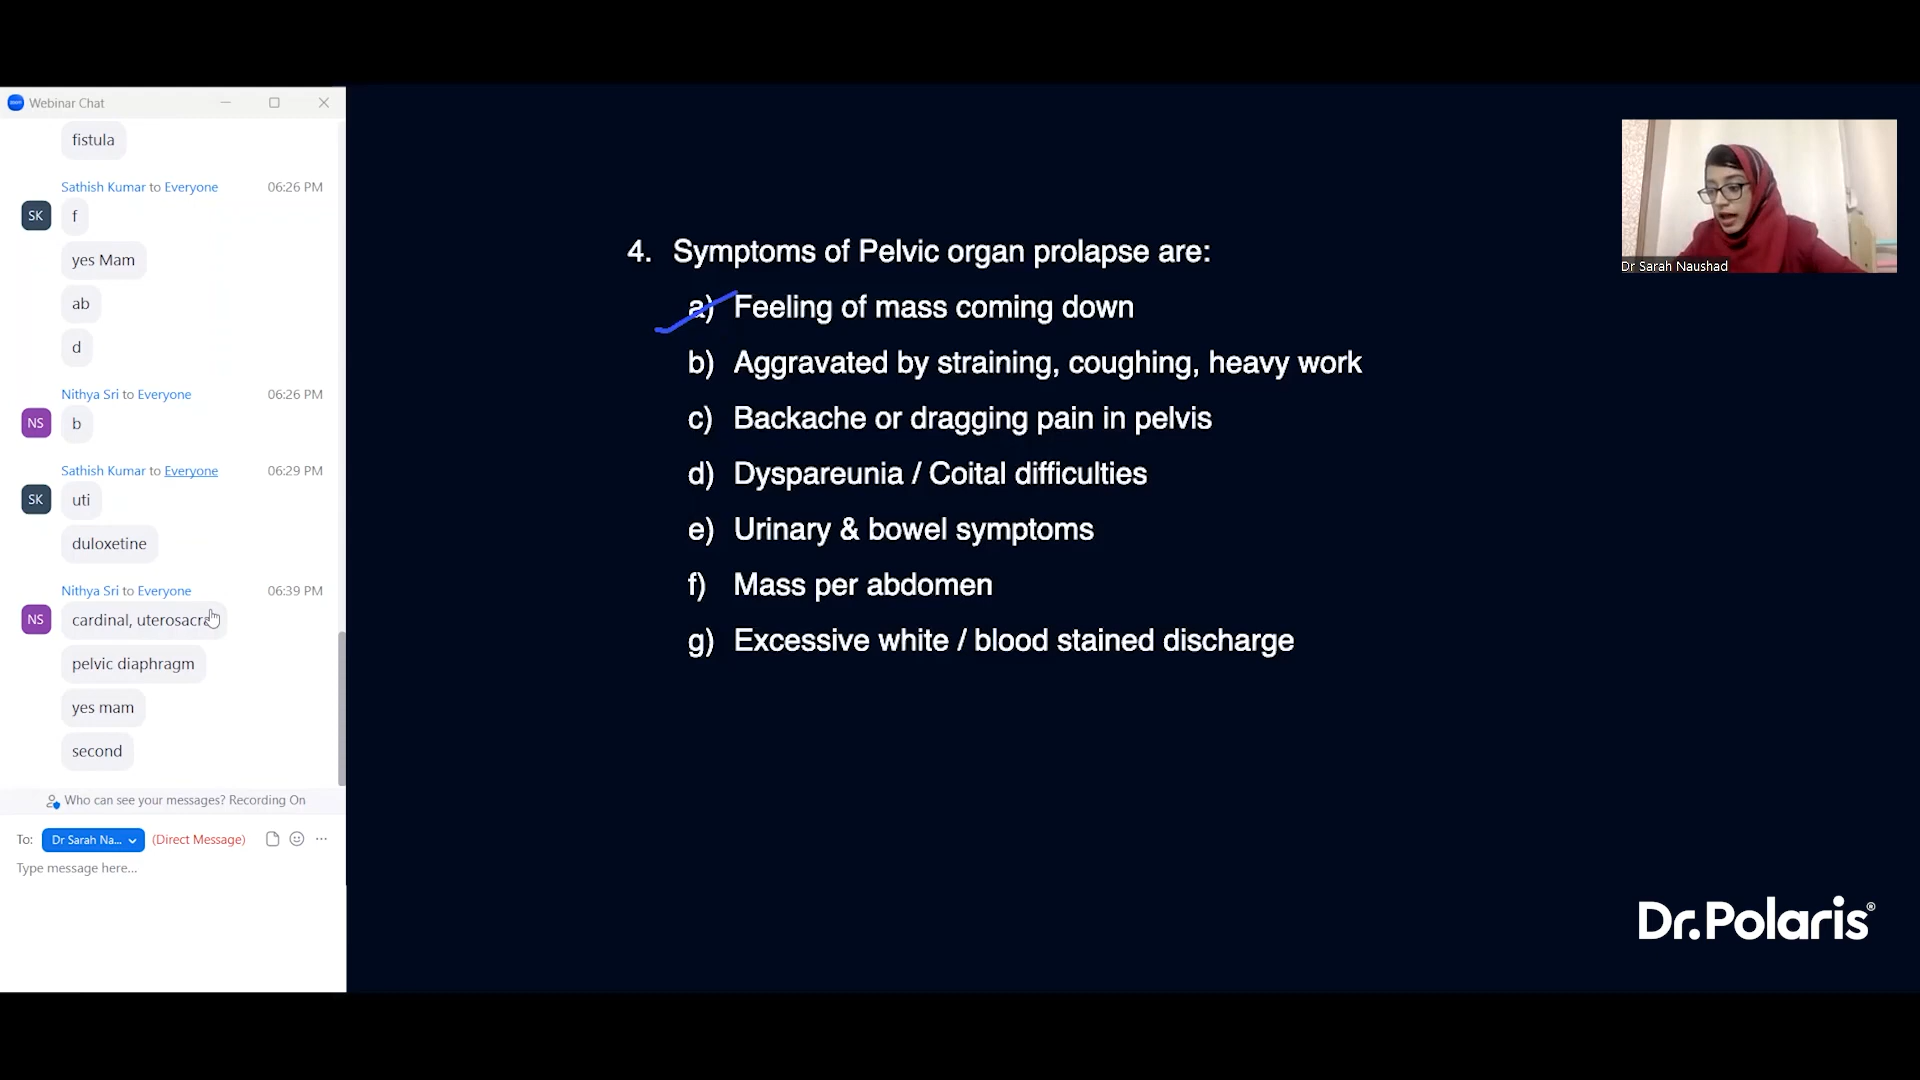 Webinar Chat
fistula
Sathish Kumar to Everyone 06:26 PM
SK
f
yes Mam
ab
d
Nithya Sri to Everyone 06:26 PM
NS
b
Sathish Kumar to Everyone 06:29 PM
SK
uti
duloxetine
Nithya Sri to Everyone 06:39 PM
NS
cardinal, uterosacra
pelvic diaphragm
yes mam
second
Who can see your messages? Recording On
To: Dr Sarah Na... (Direct Message)
Type message here...
4. Symptoms of Pelvic organ prolapse are:
a) Feeling of mass coming down
b) Aggravated by straining, coughing, heavy work
c) Backache or dragging pain in pelvis
d) Dyspareunia / Coital difficulties
e) Urinary & bowel symptoms
f) Mass per abdomen
g) Excessive white / blood stained discharge
Dr Sarah Naushad
Dr.Polaris®